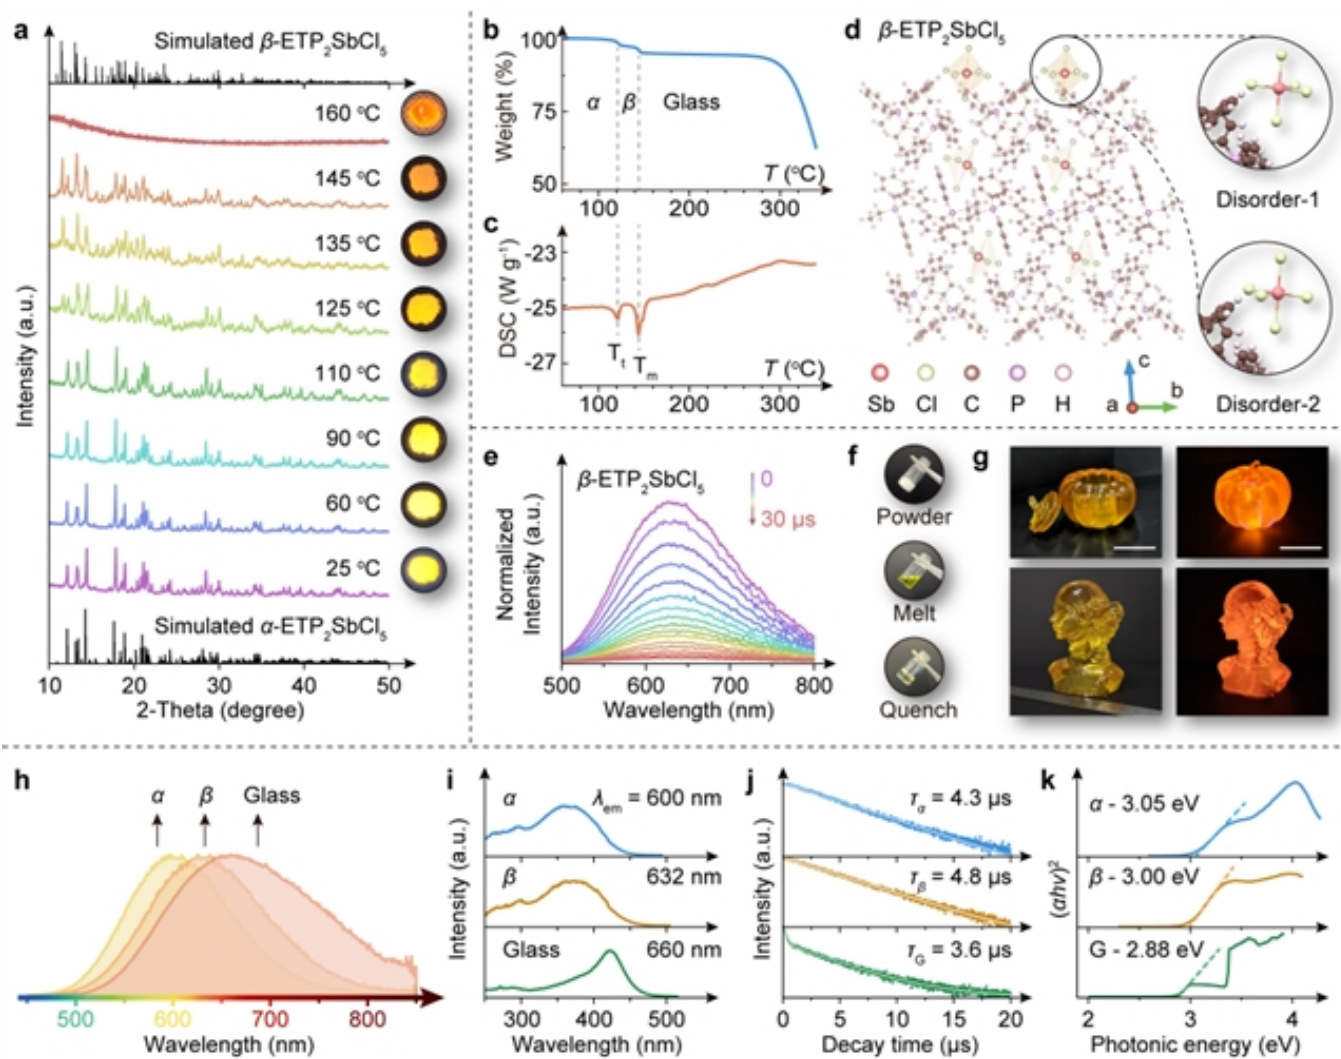 a
Simulated β-ETP₂SbCl₅
160 °C
145 °C
135 °C
125 °C
110 °C
90 °C
60 °C
25 °C
Simulated α-ETP₂SbCl₅
Intensity (a.u.)
10 20 30 40 50
2-Theta (degree)
b
100
75
50
Weight (%)
α β Glass
T (°C)
100 200 300
c
-23
-25
-27
DSC (W g⁻¹)
Tₜ Tₘ
T (°C)
100 200 300
d
β-ETP₂SbCl₅
Disorder-1
Disorder-2
Sb Cl C P H
a b c
e
β-ETP₂SbCl₅
0
30 μs
Normalized
Intensity (a.u.)
500 600 700 800
Wavelength (nm)
f
Powder
Melt
Quench
g
h
α β Glass
500 600 700 800
Wavelength (nm)
i
α λem = 600 nm
β 632 nm
Glass 660 nm
Intensity (a.u.)
300 400 500
Wavelength (nm)
j
τα = 4.3 μs
τβ = 4.8 μs
τG = 3.6 μs
Intensity (a.u.)
0 5 10 15 20
Decay time (μs)
k
α - 3.05 eV
β - 3.00 eV
G - 2.88 eV
(αhν)²
2 3 4
Photonic energy (eV)